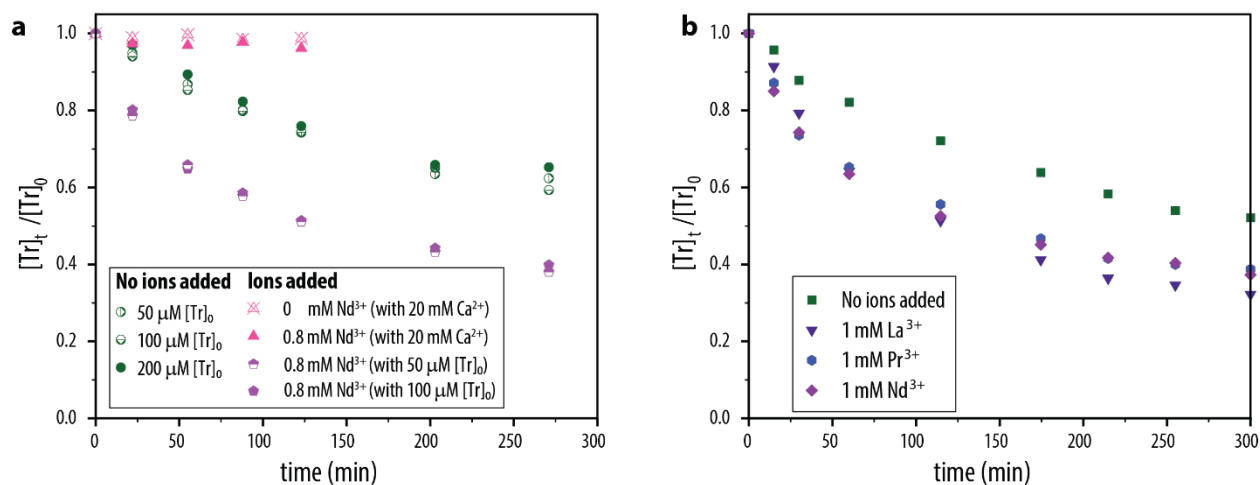 a
[Tr]t /[Tr]0
1.0
0.8
0.6
0.4
0.2
0.0
0
50
100
150
200
250
300
time (min)
No ions added
50 μM [Tr]₀
100 μM [Tr]₀
200 μM [Tr]₀
Ions added
0 mM Nd³⁺ (with 20 mM Ca²⁺)
0.8 mM Nd³⁺ (with 20 mM Ca²⁺)
0.8 mM Nd³⁺ (with 50 μM [Tr]₀)
0.8 mM Nd³⁺ (with 100 μM [Tr]₀)
b
[Tr]t /[Tr]0
1.0
0.8
0.6
0.4
0.2
0.0
0
50
100
150
200
250
300
time (min)
No ions added
1 mM La³⁺
1 mM Pr³⁺
1 mM Nd³⁺